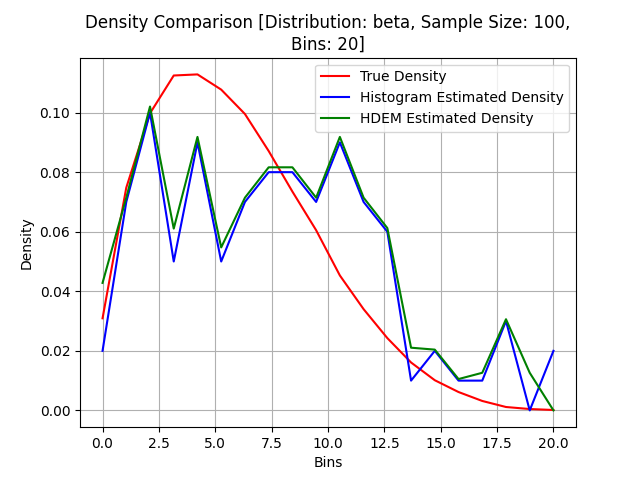 Density Comparison [Distribution: beta, Sample Size: 100,
Bins: 20]
True Density
Histogram Estimated Density
HDEM Estimated Density
Density
0.10
0.08
0.06
0.04
0.02
0.00
0.0 2.5 5.0 7.5 10.0 12.5 15.0 17.5 20.0
Bins